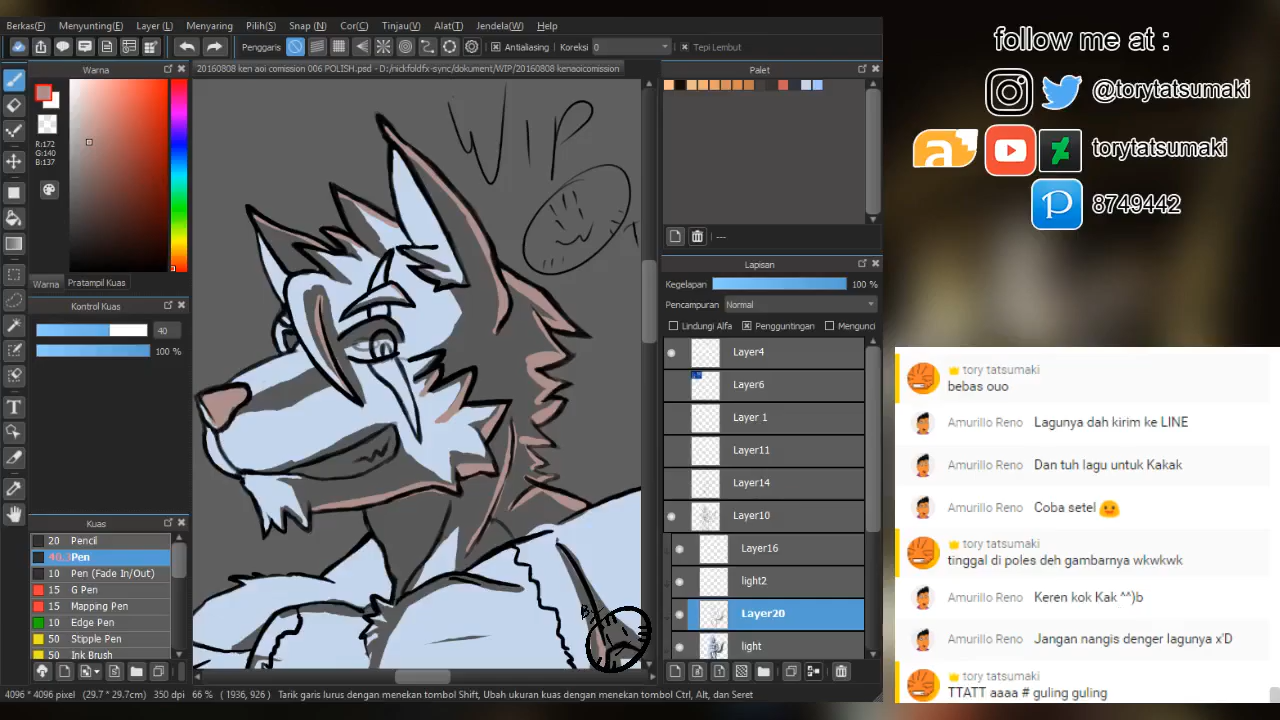 Berkas(F) Menyunting(E) Layer (L) Menyaring Pilih(S) Snap (N) Cor(C) Tinjau(V) Alat(T) Jendela(W) Help
Penggaris Antialiasing Koreksi 0 Tepi Lembut
Warna
R:172
G:140
B:137
Warna Pratampil Kuas
Kontrol Kuas
40
100 %
Kuas
20 Pencil
40.3 Pen
10 Pen (Fade In/Out)
15 G Pen
15 Mapping Pen
10 Edge Pen
50 Stipple Pen
50 Ink Brush
20160808 ken aoi comission 006 POLISH.psd - D:/nickfoldfx-sync/dokument/WIP/20160808 kenaoicomission
WIP
By
Palet
---
Lapisan
Kegelapan 100 %
Pencampuran Normal
Lindungi Alfa Pengguntingan Mengunci
Layer4
Layer6
Layer 1
Layer11
Layer14
Layer10
Layer16
light2
Layer20
light
4096 * 4096 pixel (29.7 * 29.7cm) 350 dpi 66 % ( 1936, 926 ) Tarik garis lurus dengan menekan tombol Shift, Ubah ukuran kuas dengan menekan tombol Ctrl, Alt, dan Seret
follow me at :
@torytatsumaki
a torytatsumaki
P 8749442
tory tatsumaki
bebas ouo
Amurillo Reno Lagunya dah kirim ke LINE
Amurillo Reno Dan tuh lagu untuk Kakak
Amurillo Reno Coba setel
tory tatsumaki
tinggal di poles deh gambarnya wkwkwk
Amurillo Reno Keren kok Kak ^^)b
Amurillo Reno Jangan nangis denger lagunya x'D
tory tatsumaki
TTATT aaaa # guling guling